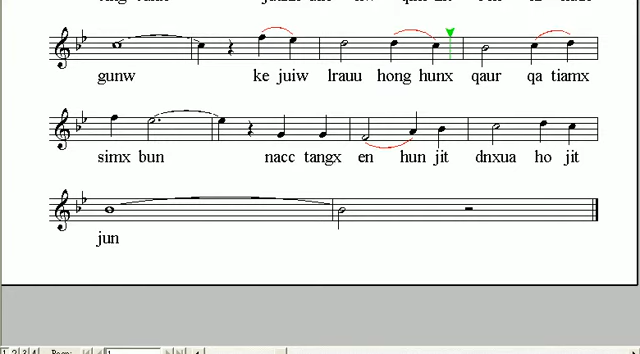 gunw ke juiw lrauu hong hunx qaur qa tiamx
simx bun nacc tangx en hun jit dnxua ho jit
jun